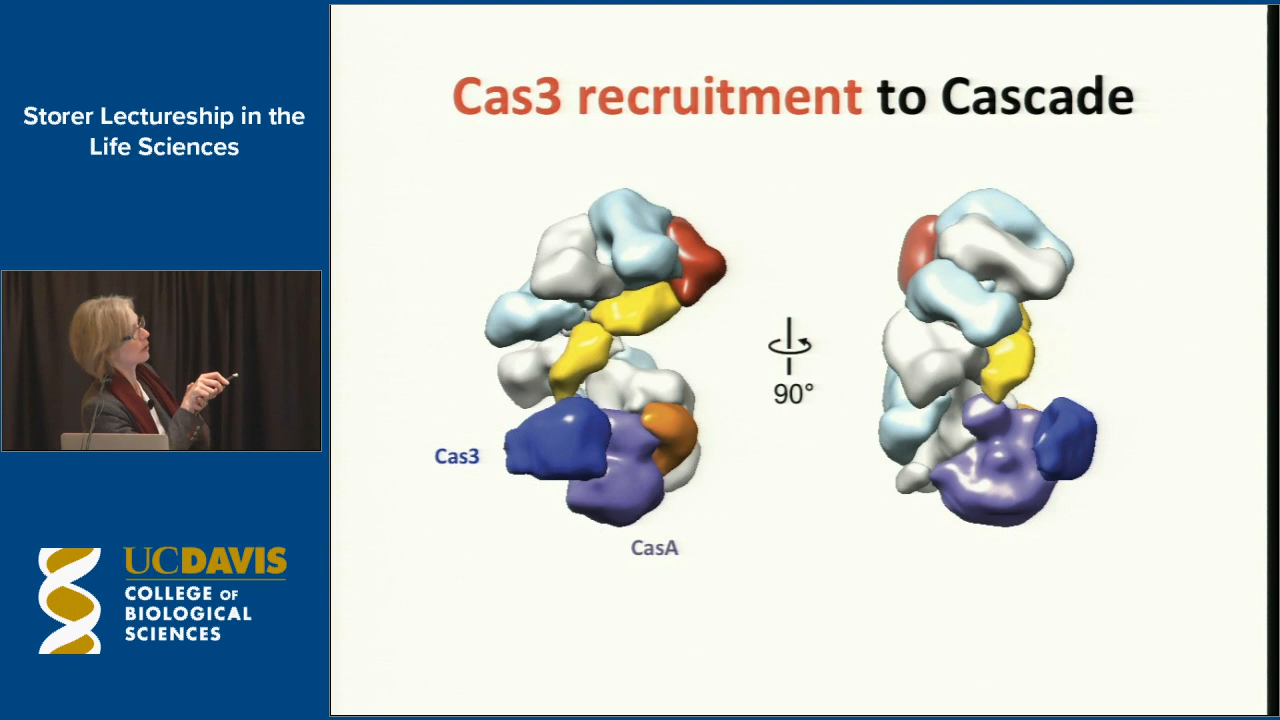 Storer Lectureship in the
Life Sciences
UCDAVIS
COLLEGE OF
BIOLOGICAL
SCIENCES
Cas3 recruitment to Cascade
90°
Cas3
CasA